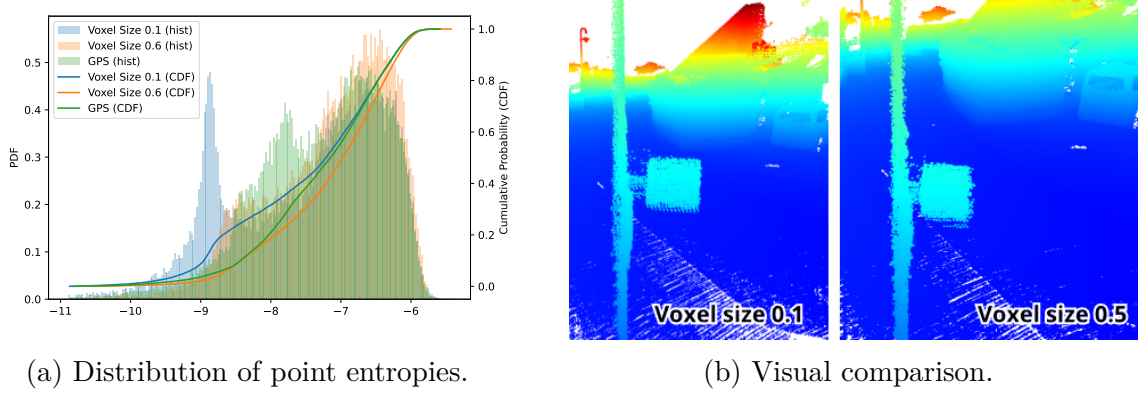 Voxel Size 0.1 (hist)
Voxel Size 0.6 (hist)
GPS (hist)
Voxel Size 0.1 (CDF)
Voxel Size 0.6 (CDF)
GPS (CDF)
PDF
0.5
0.4
0.3
0.2
0.1
0.0
−11 −10 −9 −8 −7 −6
1.0
0.8
0.6
0.4
0.2
0.0
Cumulative Probability (CDF)
Voxel size 0.1
Voxel size 0.5
(a) Distribution of point entropies.
(b) Visual comparison.